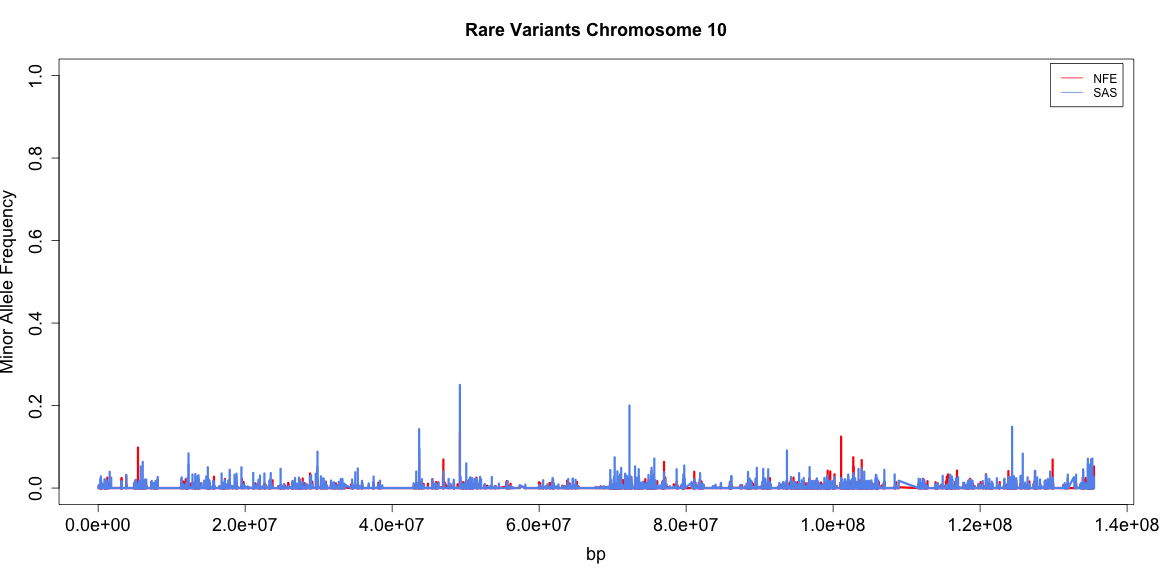 Rare Variants Chromosome 10
NFE
SAS
Minor Allele Frequency
1.0
0.8
0.6
0.4
0.2
0.0
0.0e+00 2.0e+07 4.0e+07 6.0e+07 8.0e+07 1.0e+08 1.2e+08 1.4e+08
bp